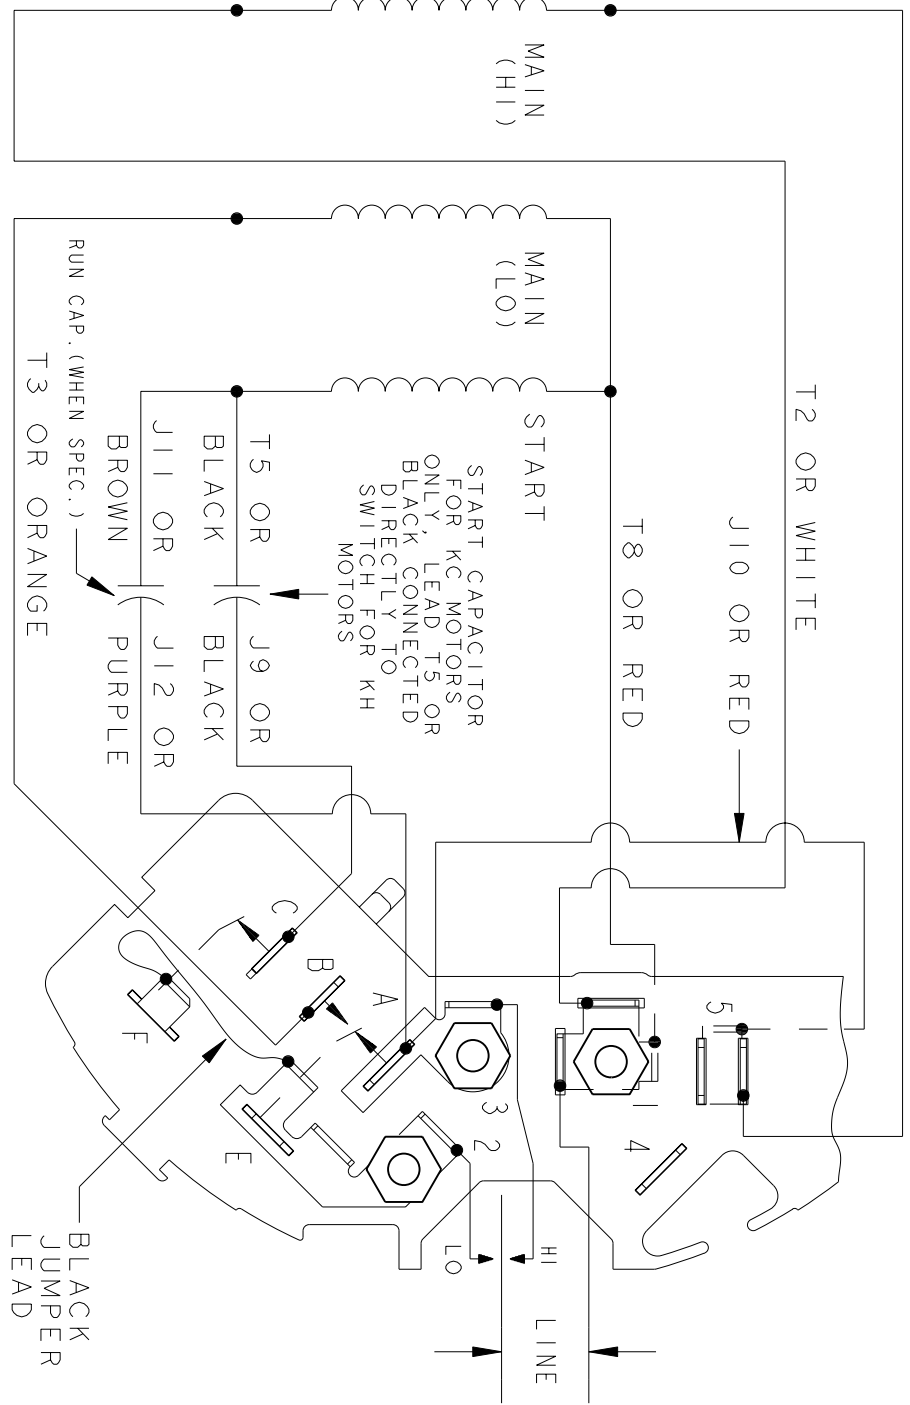 MAIN
(HI)
MAIN
(LO)
START
START CAPACITOR
FOR KC MOTORS
ONLY, LEAD T5 OR
BLACK CONNECTED
DIRECTLY TO
SWITCH FOR KH
MOTORS
RUN CAP. (WHEN SPEC.)
T3 OR ORANGE
T5 OR
BLACK
J11 OR
BROWN
J9 OR
BLACK
J12 OR
PURPLE
T2 OR WHITE
J10 OR RED
T8 OR RED
C
B
A
F
E
5
1
4
3
2
HI
LO
LINE
BLACK
JUMPER
LEAD